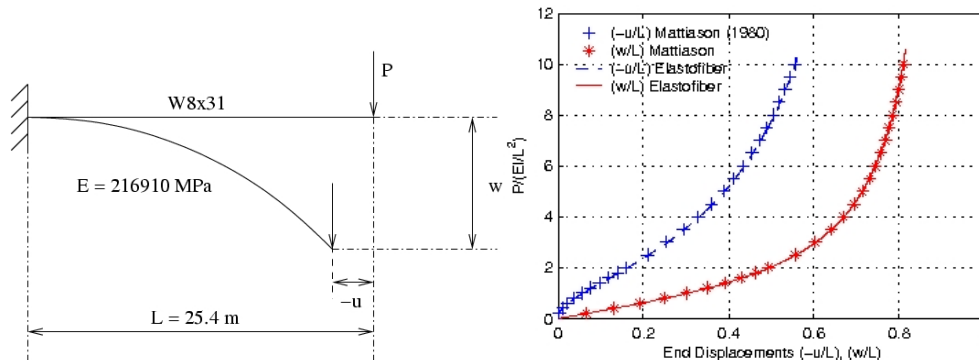 P
W8x31
w
E = 216910 MPa
−u
L = 25.4 m
12
10
8
6
4
2
0
P/(EI/L²)
(−u/L) Mattiason (1980)
(w/L) Mattiason
(−u/L) Elastofiber
(w/L) Elastofiber
0
0.2
0.4
0.6
0.8
End Displacements (−u/L), (w/L)